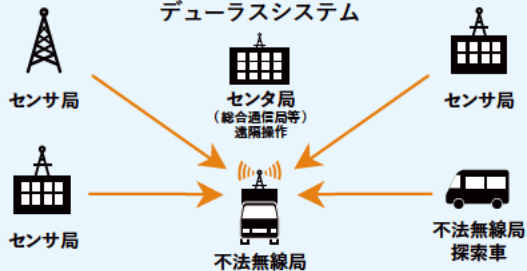 デューラスシステム
センサ局
センタ局
(総合通信局等)
遠隔操作
センサ局
センサ局
不法無線局
不法無線局
探索車